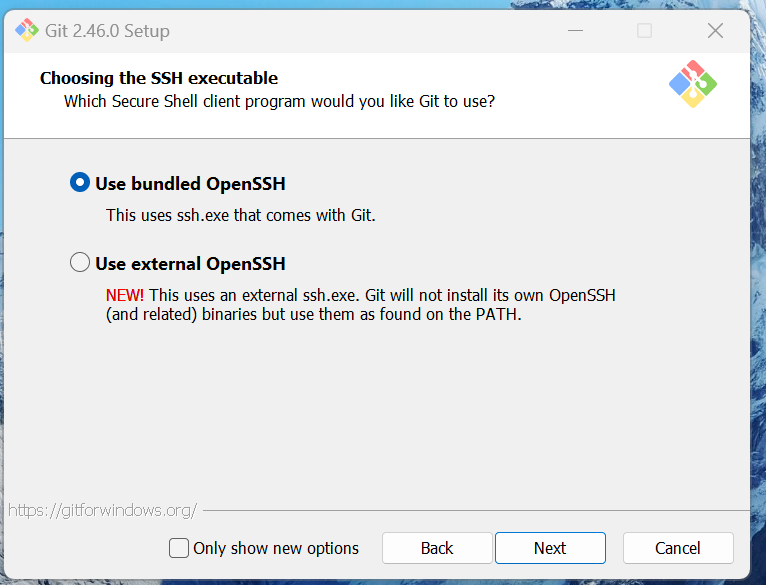 Git 2.46.0 Setup
Choosing the SSH executable
Which Secure Shell client program would you like Git to use?
Use bundled OpenSSH
This uses ssh.exe that comes with Git.
Use external OpenSSH
NEW! This uses an external ssh.exe. Git will not install its own OpenSSH
(and related) binaries but use them as found on the PATH.
https://gitforwindows.org/
Only show new options
Back
Next
Cancel